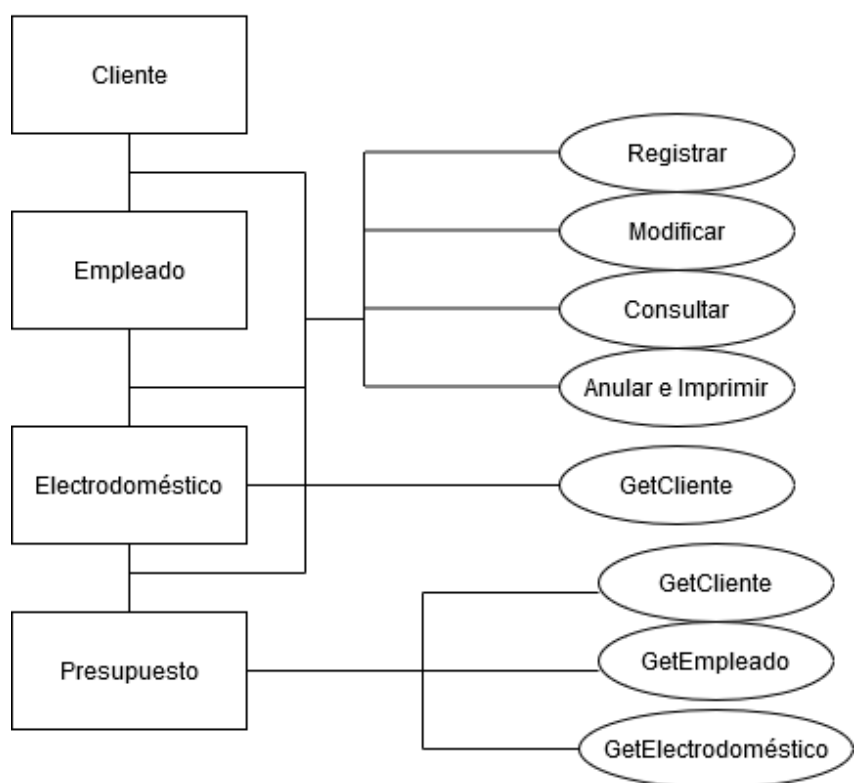 Cliente
Registrar
Modificar
Empleado
Consultar
Anular e Imprimir
Electrodoméstico
GetCliente
GetCliente
GetEmpleado
Presupuesto
GetElectrodoméstico